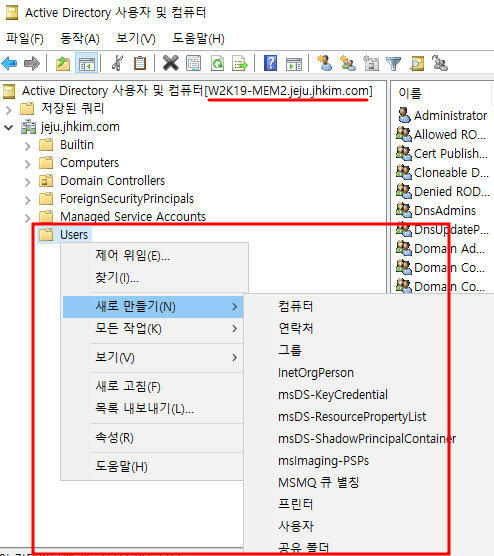 Active Directory 사용자 및 컴퓨터
파일(F) 동작(A) 보기(V) 도움말(H)
Active Directory 사용자 및 컴퓨터[W2K19-MEM2.jeju.jhkim.com]
저장된 쿼리
jeju.jhkim.com
Builtin
Computers
Domain Controllers
ForeignSecurityPrincipals
Managed Service Accounts
Users
제어 위임(E)...
찾기(I)...
새로 만들기(N)
모든 작업(K)
보기(V)
새로 고침(F)
목록 내보내기(L)...
속성(R)
도움말(H)
컴퓨터
연락처
그룹
InetOrgPerson
msDS-KeyCredential
msDS-ResourcePropertyList
msDS-ShadowPrincipalContainer
msImaging-PSPs
MSMQ 큐 별칭
프린터
사용자
공유 폴더
이름
Administrator
Allowed RO...
Cert Publish...
Cloneable D...
Denied ROD...
DnsAdmins
DnsUpdateP...
Domain Ad...
Domain Co...
Domain Co...